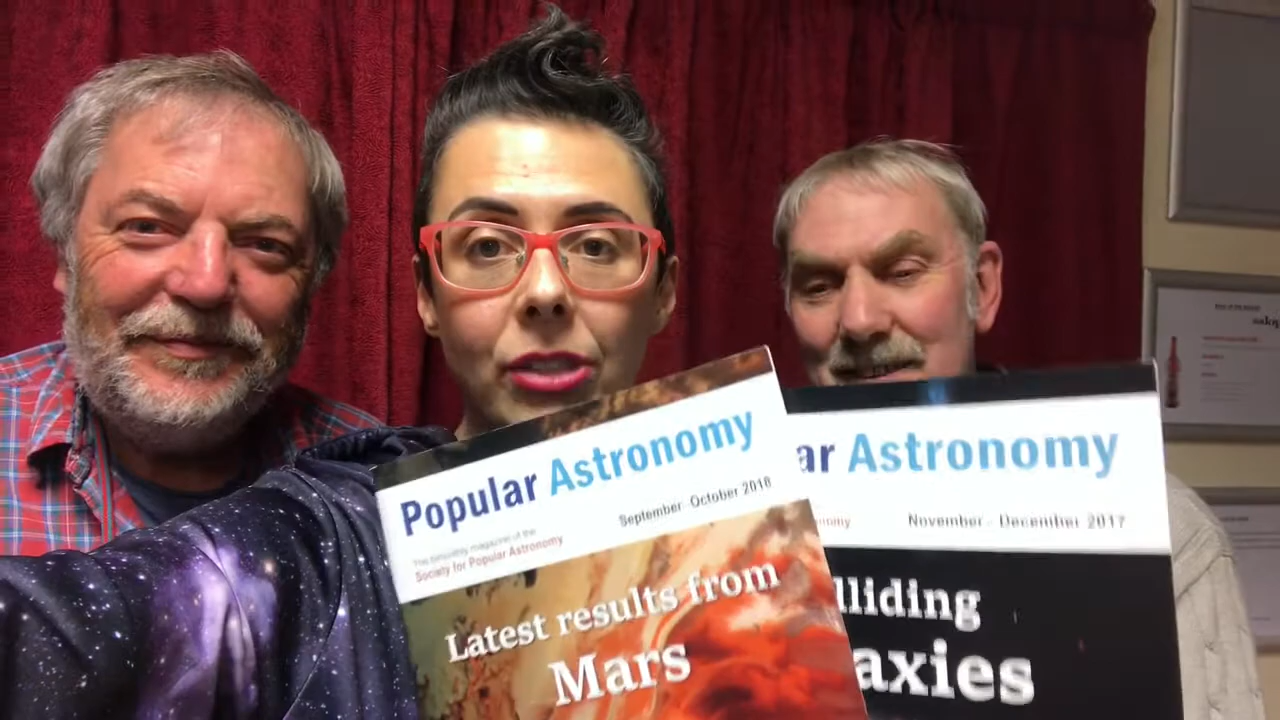 Popular Astronomy
September - October 2018
The bimonthly magazine of the
Society for Popular Astronomy
Latest results from
Mars
ar Astronomy
onomy
November - December 2017
lliding
axies